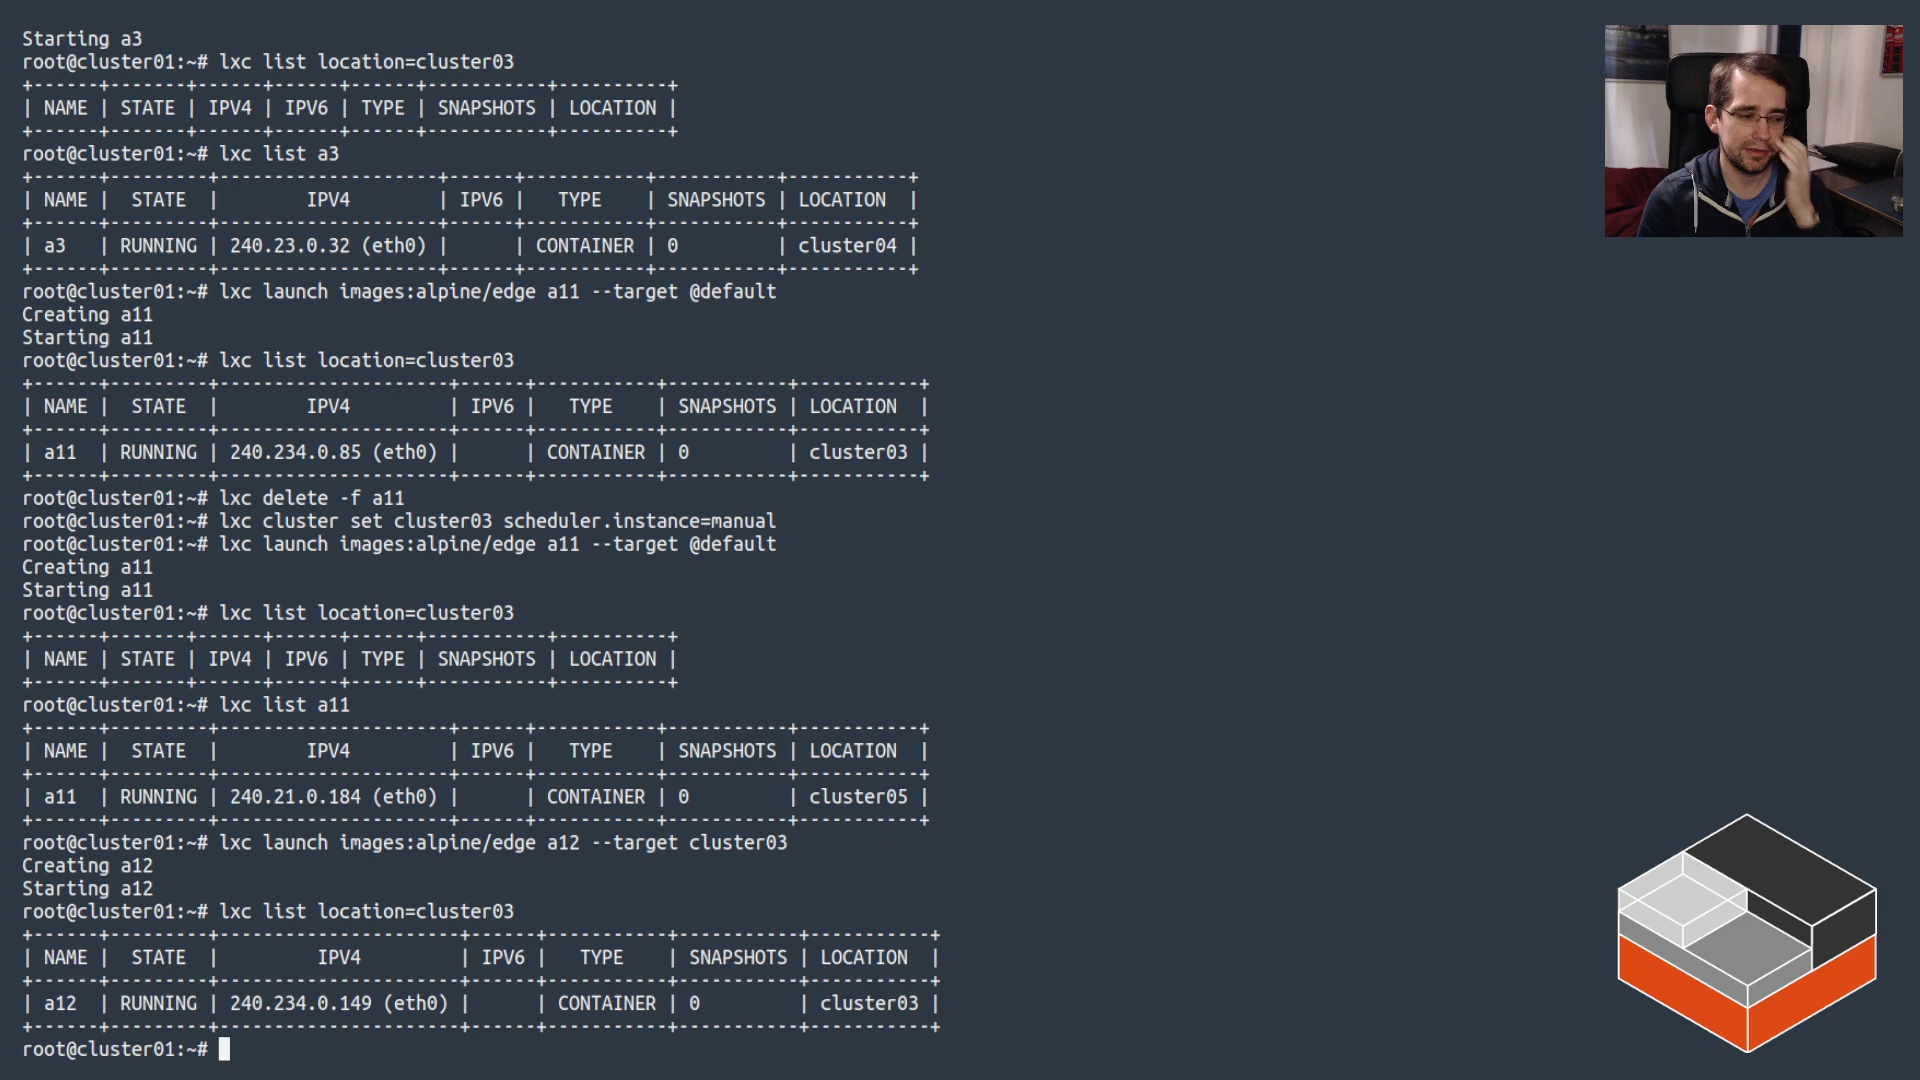 Starting a3
root@cluster01:~# lxc list location=cluster03
+------+-------+------+------+------+-----------+----------+
| NAME | STATE | IPV4 | IPV6 | TYPE | SNAPSHOTS | LOCATION |
+------+-------+------+------+------+-----------+----------+
root@cluster01:~# lxc list a3
+------+---------+--------------------+------+-----------+-----------+-----------+
| NAME |  STATE  |        IPV4        | IPV6 |   TYPE    | SNAPSHOTS | LOCATION  |
+------+---------+--------------------+------+-----------+-----------+-----------+
| a3   | RUNNING | 240.23.0.32 (eth0) |      | CONTAINER | 0         | cluster04 |
+------+---------+--------------------+------+-----------+-----------+-----------+
root@cluster01:~# lxc launch images:alpine/edge a11 --target @default
Creating a11
Starting a11
root@cluster01:~# lxc list location=cluster03
+------+---------+---------------------+------+-----------+-----------+-----------+
| NAME |  STATE  |        IPV4         | IPV6 |   TYPE    | SNAPSHOTS | LOCATION  |
+------+---------+---------------------+------+-----------+-----------+-----------+
| a11  | RUNNING | 240.234.0.85 (eth0) |      | CONTAINER | 0         | cluster03 |
+------+---------+---------------------+------+-----------+-----------+-----------+
root@cluster01:~# lxc delete -f a11
root@cluster01:~# lxc cluster set cluster03 scheduler.instance=manual
root@cluster01:~# lxc launch images:alpine/edge a11 --target @default
Creating a11
Starting a11
root@cluster01:~# lxc list location=cluster03
+------+-------+------+------+------+-----------+----------+
| NAME | STATE | IPV4 | IPV6 | TYPE | SNAPSHOTS | LOCATION |
+------+-------+------+------+------+-----------+----------+
root@cluster01:~# lxc list a11
+------+---------+---------------------+------+-----------+-----------+-----------+
| NAME |  STATE  |        IPV4         | IPV6 |   TYPE    | SNAPSHOTS | LOCATION  |
+------+---------+---------------------+------+-----------+-----------+-----------+
| a11  | RUNNING | 240.21.0.184 (eth0) |      | CONTAINER | 0         | cluster05 |
+------+---------+---------------------+------+-----------+-----------+-----------+
root@cluster01:~# lxc launch images:alpine/edge a12 --target cluster03
Creating a12
Starting a12
root@cluster01:~# lxc list location=cluster03
+------+---------+----------------------+------+-----------+-----------+-----------+
| NAME |  STATE  |         IPV4         | IPV6 |   TYPE    | SNAPSHOTS | LOCATION  |
+------+---------+----------------------+------+-----------+-----------+-----------+
| a12  | RUNNING | 240.234.0.149 (eth0) |      | CONTAINER | 0         | cluster03 |
+------+---------+----------------------+------+-----------+-----------+-----------+
root@cluster01:~#